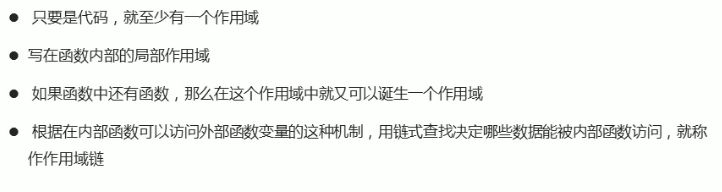 ● 只要是代码，就至少有一个作用域
● 写在函数内部的局部作用域
● 如果函数中还有函数，那么在这个作用域中就又可以诞生一个作用域
● 根据在内部函数可以访问外部函数变量的这种机制，用链式查找决定哪些数据能被内部函数访问，就称
作作用域链